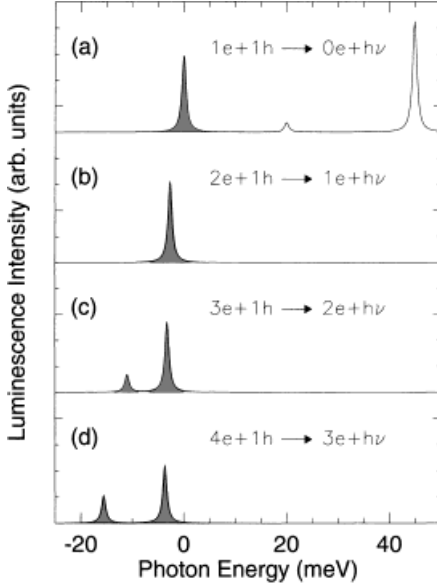 Luminescence Intensity (arb. units)
(a) 1e+1h → 0e+hν
(b) 2e+1h → 1e+hν
(c) 3e+1h → 2e+hν
(d) 4e+1h → 3e+hν
-20 0 20 40
Photon Energy (meV)